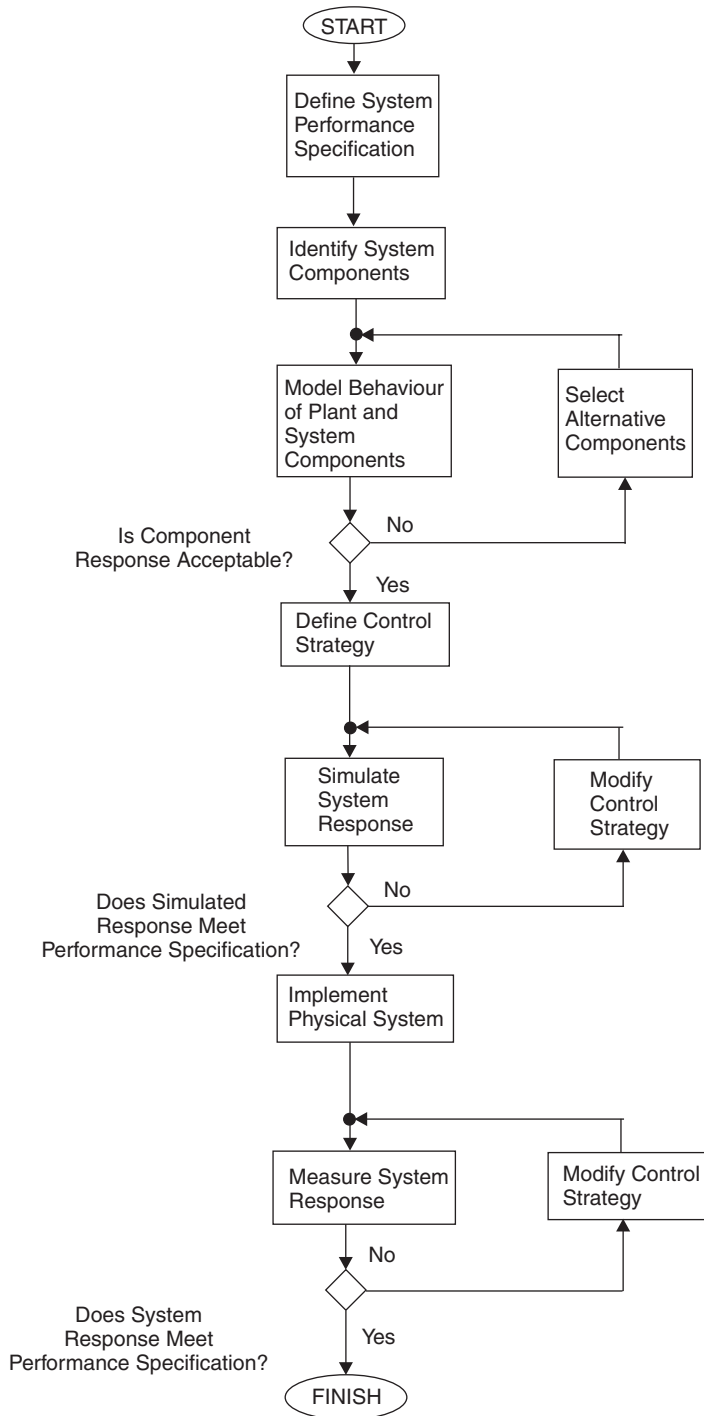 START
Define System
Performance
Specification
Identify System
Components
Model Behaviour
of Plant and
System
Components
Select
Alternative
Components
No
Is Component
Response Acceptable?
Yes
Define Control
Strategy
Simulate
System
Response
Modify
Control
Strategy
No
Does Simulated
Response Meet
Performance Specification?
Yes
Implement
Physical System
Measure System
Response
Modify Control
Strategy
No
Does System
Response Meet
Performance Specification?
Yes
FINISH